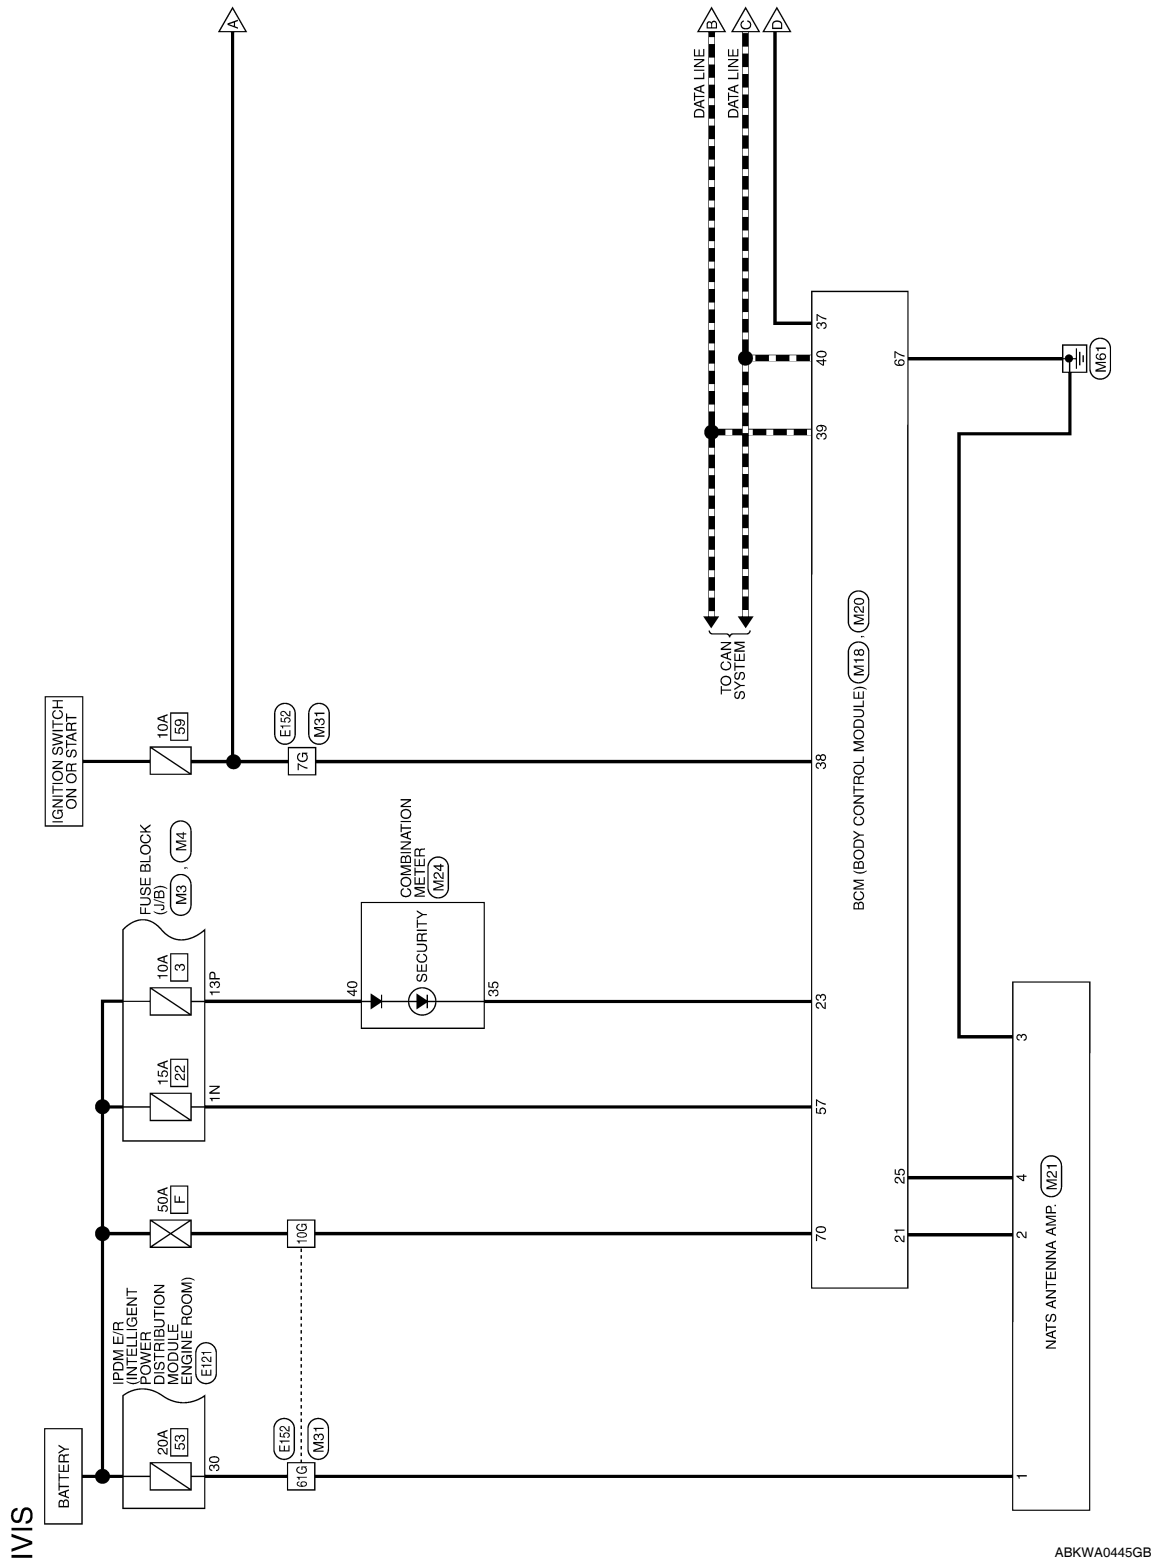 IVIS
BATTERY
IPDM E/R
(INTELLIGENT
POWER
DISTRIBUTION
MODULE
ENGINE ROOM)
E121
20A
53
30
E152
M31
61G
50A
F
10G
FUSE BLOCK
(J/B)
M3 , M4
15A
22
1N
10A
3
13P
COMBINATION
METER
M24
40
SECURITY
35
IGNITION SWITCH
ON OR START
10A
59
E152
M31
7G
A
B
C
D
DATA LINE
DATA LINE
TO CAN
SYSTEM
70
57
23
38
39
40
37
BCM (BODY CONTROL MODULE) M18 , M20
21
25
67
M61
1
2
4
3
NATS ANTENNA AMP. M21
ABKWA0445GB